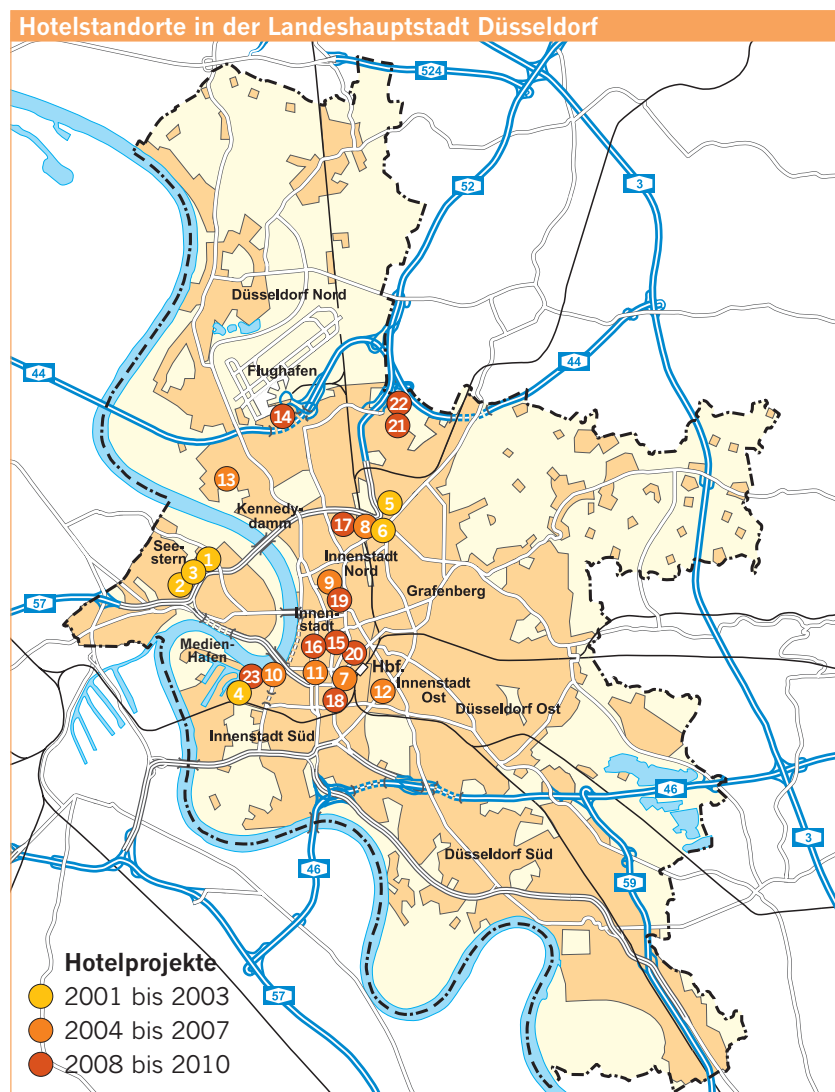 Hotelstandorte in der Landeshauptstadt Düsseldorf
524
52
3
Düsseldorf Nord
44
Flughafen
44
22
14
21
13
Kennedy-
damm
5
17
8
6
See-
stern
1
3
2
Innenstadt
Nord
9
Grafenberg
19
57
Innen-
stadt
Medien-
Hafen
16
15
20
Hbf.
23
10
11
7
Innenstadt
Ost
4
12
18
Düsseldorf Ost
Innenstadt Süd
46
3
Düsseldorf Süd
46
59
57
Hotelprojekte
2001 bis 2003
2004 bis 2007
2008 bis 2010